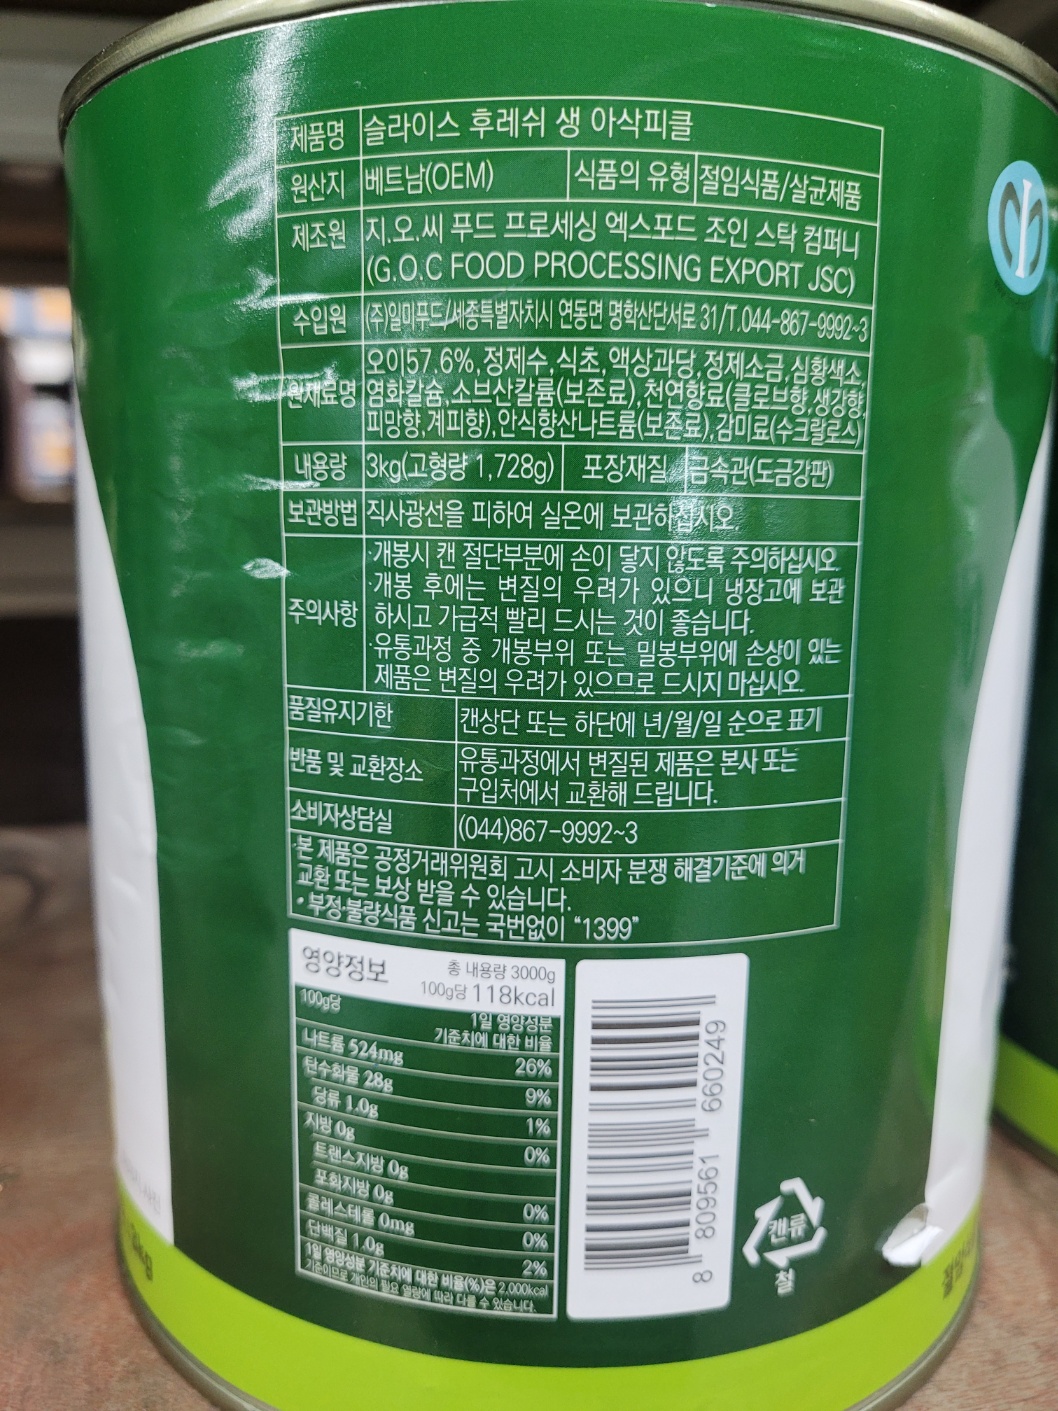 제품명 슬라이스 후레쉬 생 아삭피클
원산지 베트남(OEM) 식품의 유형 절임식품/살균제품
제조원 지.오.씨 푸드 프로세싱 엑스포드 조인 스탁 컴퍼니
(G.O.C FOOD PROCESSING EXPORT JSC)
수입원 (주)일미푸드/세종특별자치시 연동면 명학산단서로 31/T.044-867-9992~3
오이57.6%,정제수,식초,액상과당,정제소금,심황색소,
원재료명 염화칼슘,소브산칼륨(보존료),천연향료(클로브향,생강향,
피망향,계피향),안식향산나트륨(보존료),감미료(수크랄로스)
내용량 3kg(고형량 1,728g) 포장재질 금속관(도금강판)
보관방법 직사광선을 피하여 실온에 보관하십시오.
·개봉시 캔 절단부분에 손이 닿지 않도록 주의하십시오.
·개봉 후에는 변질의 우려가 있으니 냉장고에 보관
주의사항 하시고 가급적 빨리 드시는 것이 좋습니다.
·유통과정 중 개봉부위 또는 밀봉부위에 손상이 있는
제품은 변질의 우려가 있으므로 드시지 마십시오.
품질유지기한 캔상단 또는 하단에 년/월/일 순으로 표기
반품 및 교환장소 유통과정에서 변질된 제품은 본사 또는
구입처에서 교환해 드립니다.
소비자상담실 (044)867-9992~3
·본 제품은 공정거래위원회 고시 소비자 분쟁 해결기준에 의거
교환 또는 보상 받을 수 있습니다.
• 부정·불량식품 신고는 국번없이 "1399"
영양정보 총 내용량 3000g
100g당 118kcal
100g당 1일 영양성분
기준치에 대한 비율
나트륨 524mg 26%
탄수화물 28g 9%
당류 1.0g 1%
지방 0g 0%
트랜스지방 0g
포화지방 0g 0%
콜레스테롤 0mg 0%
단백질 1.0g 2%
1일 영양성분 기준치에 대한 비율(%)은 2,000kcal
기준이므로 개인의 필요 열량에 따라 다를 수 있습니다.
8 809561 660249
캔류
철